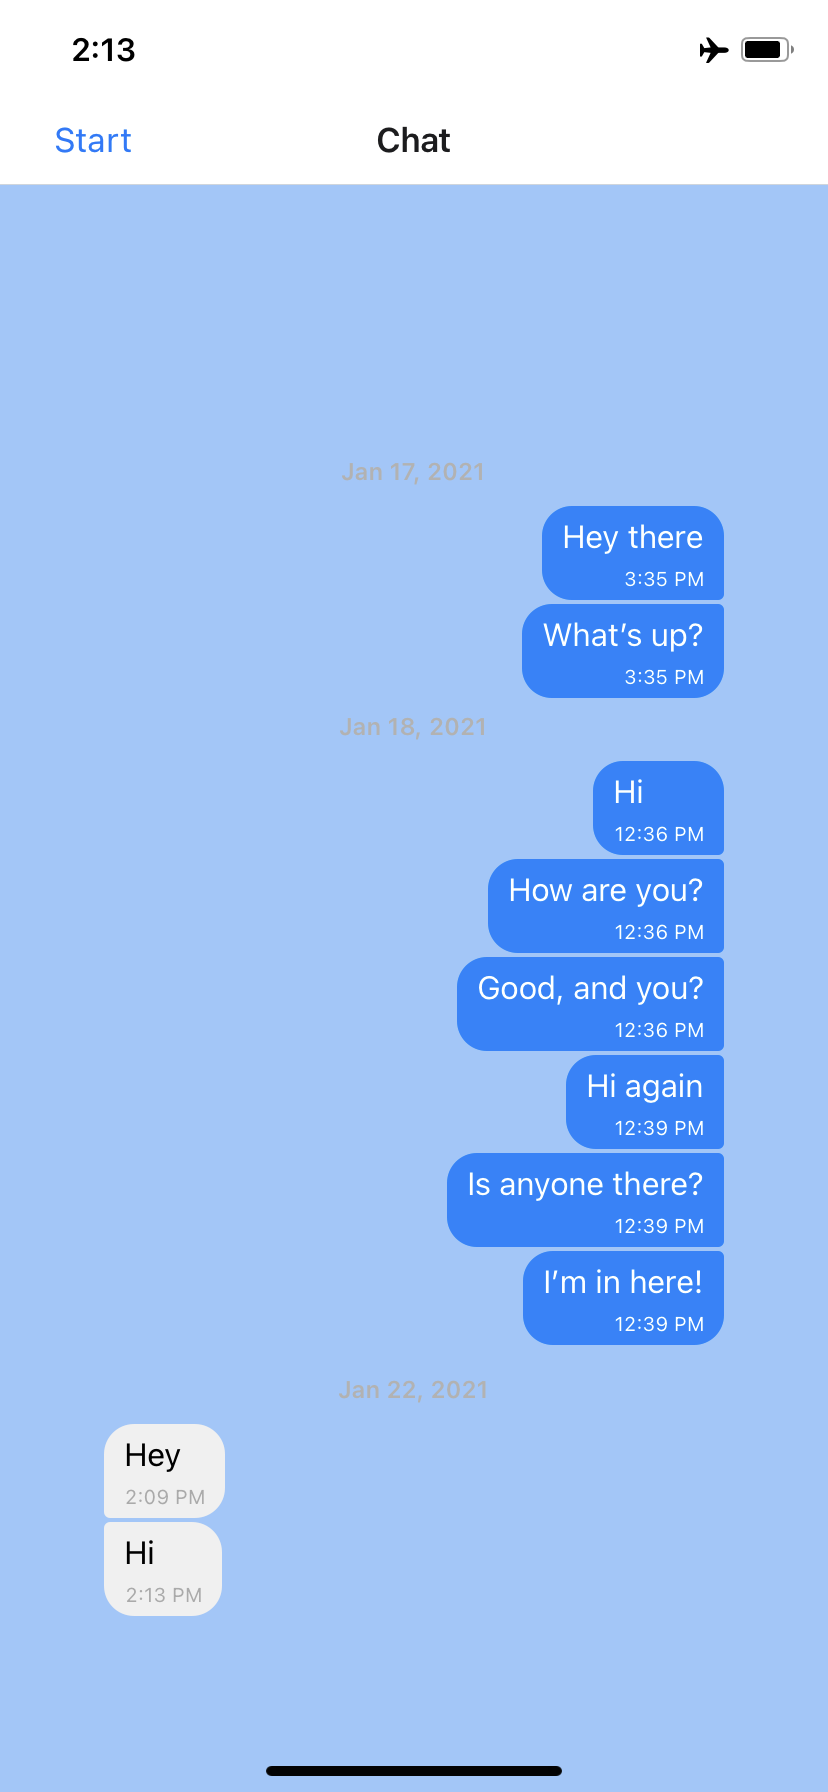 2:13
Start
Chat
Jan 17, 2021
Hey there
3:35 PM
What’s up?
3:35 PM
Jan 18, 2021
Hi
12:36 PM
How are you?
12:36 PM
Good, and you?
12:36 PM
Hi again
12:39 PM
Is anyone there?
12:39 PM
I’m in here!
12:39 PM
Jan 22, 2021
Hey
2:09 PM
Hi
2:13 PM